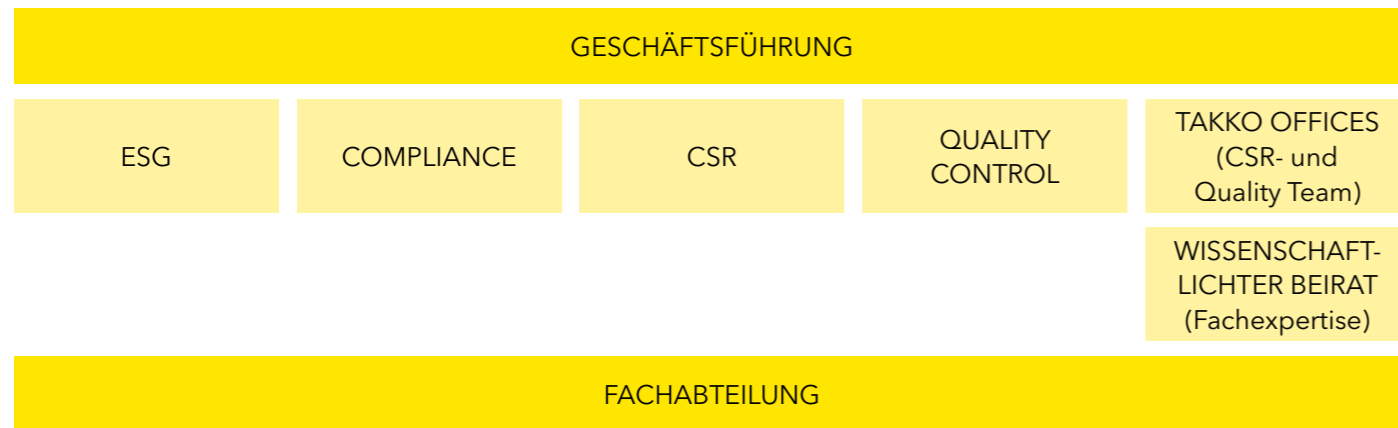 GESCHÄFTSFÜHRUNG
ESG
COMPLIANCE
CSR
QUALITY
CONTROL
TAKKO OFFICES
(CSR- und
Quality Team)
WISSENSCHAFT-
LICHTER BEIRAT
(Fachexpertise)
FACHABTEILUNG